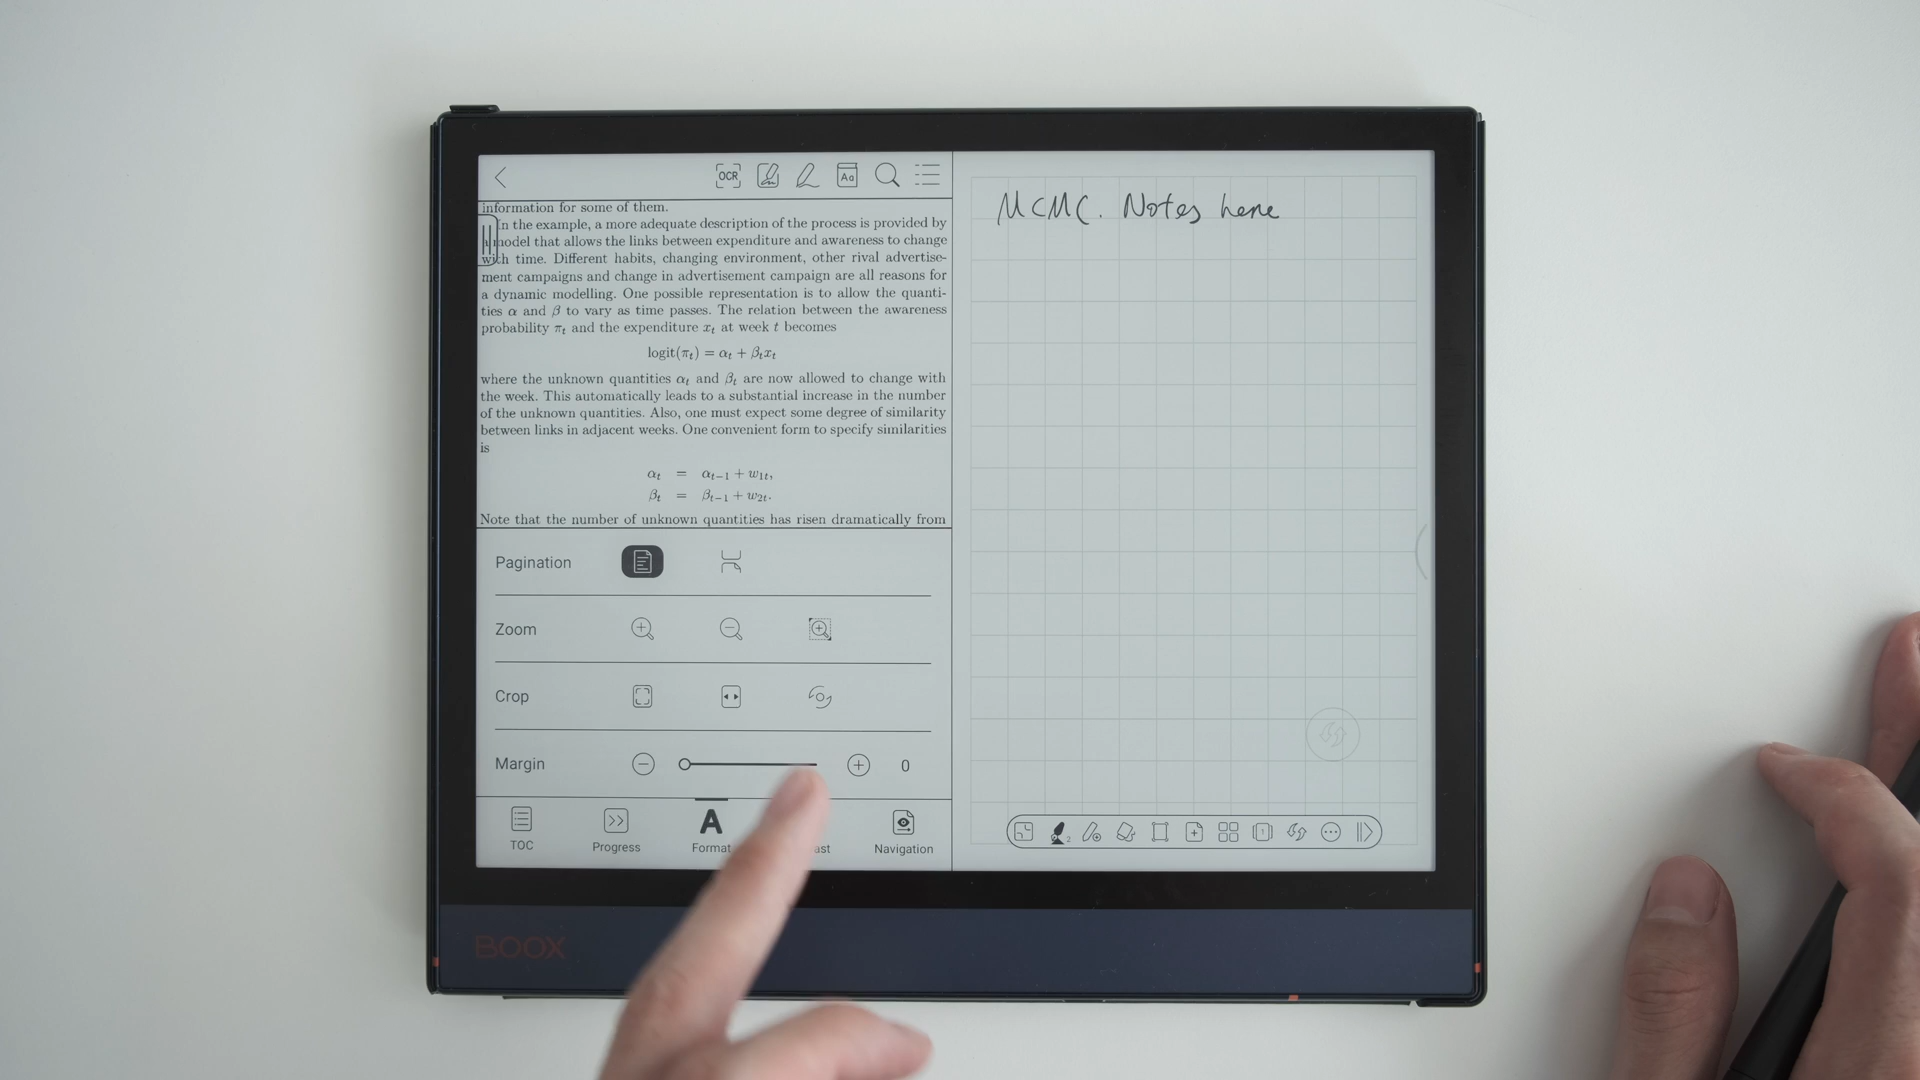 OCR
Aa
information for some of them.
In the example, a more adequate description of the process is provided by
a model that allows the links between expenditure and awareness to change
with time. Different habits, changing environment, other rival advertise-
ment campaigns and change in advertisement campaign are all reasons for
a dynamic modelling. One possible representation is to allow the quanti-
ties α and β to vary as time passes. The relation between the awareness
probability πt and the expenditure xt at week t becomes
logit(πt) = αt + βtxt
where the unknown quantities αt and βt are now allowed to change with
the week. This automatically leads to a substantial increase in the number
of the unknown quantities. Also, one must expect some degree of similarity
between links in adjacent weeks. One convenient form to specify similarities
is
αt = αt−1 + w1t,
βt = βt−1 + w2t.
Note that the number of unknown quantities has risen dramatically from
Pagination
Zoom
Crop
Margin 0
TOC
Progress
A
Format
ast
Navigation
MCMC. Notes here
2
1
BOOX